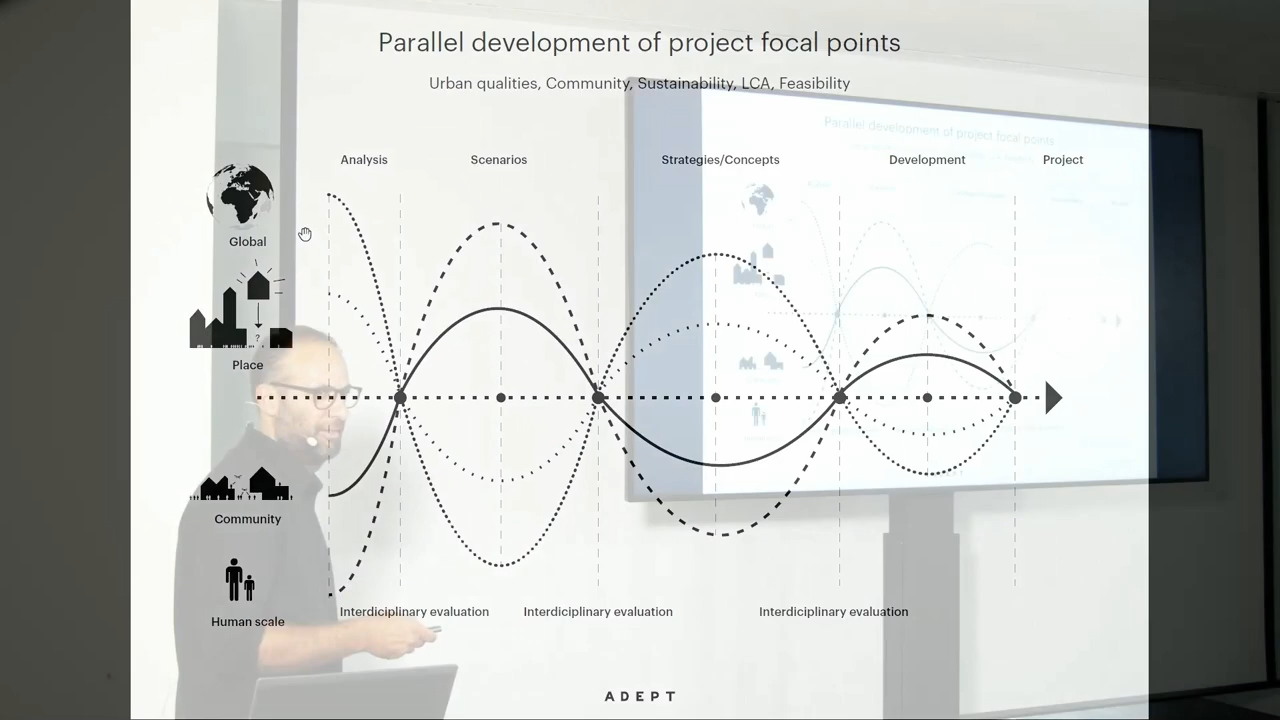 Parallel development of project focal points
Urban qualities, Community, Sustainability, LCA, Feasibility
Analysis
Scenarios
Strategies/Concepts
Development
Project
Global
?
Place
Community
Human scale
Interdiciplinary evaluation
Interdiciplinary evaluation
Interdiciplinary evaluation
ADEPT
Parallel development of project focal points